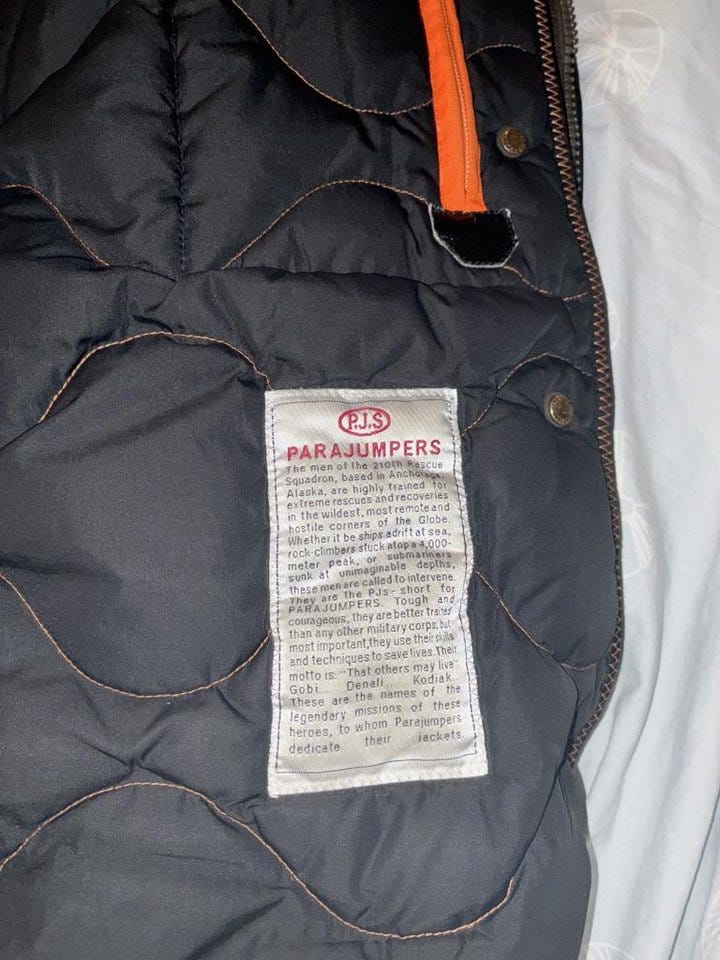 P.J.S
PARAJUMPERS
The men of the 210th Rescue
Squadron, based in Anchorage,
Alaska, are highly trained for
extreme rescues and recoveries
in the wildest, most remote and
hostile corners of the Globe.
Whether it be ships adrift at sea,
rock-climbers stuck atop a 4,000-
meter peak, or submariners
sunk at unimaginable depths,
these men are called to intervene.
They are the PJs - short for
PARAJUMPERS. Tough and
courageous, they are better trained
than any other military corps, but
most important, they use their skills
and techniques to save lives. Their
motto is: "That others may live"
Gobi. Denali. Kodiak.
These are the names of the
legendary missions of these
heroes, to whom Parajumpers
dedicate their jackets